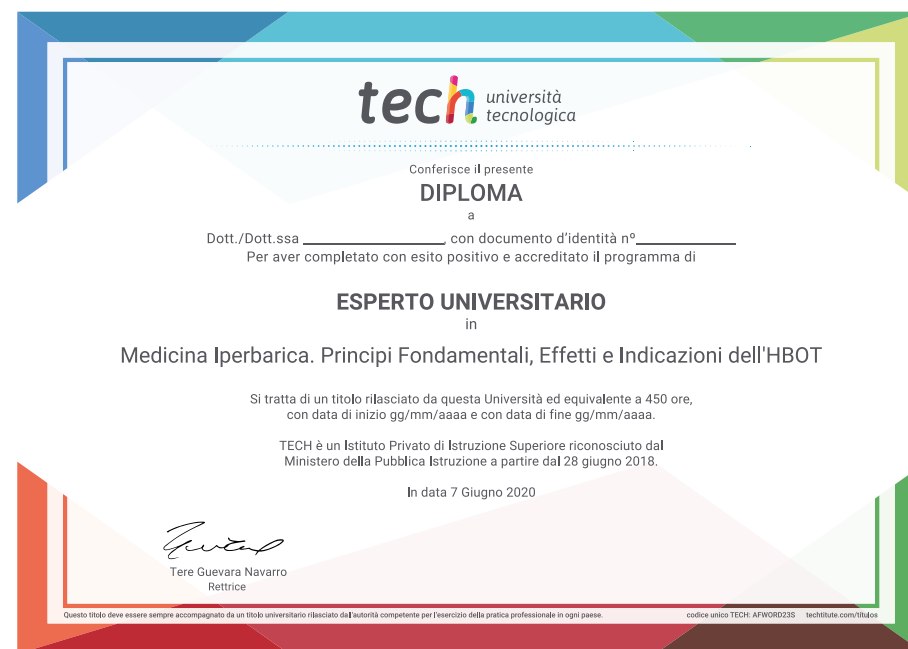 tech università
tecnologica
Conferisce il presente
DIPLOMA
a
Dott./Dott.ssa ____________________, con documento d'identità nº______________
Per aver completato con esito positivo e accreditato il programma di
ESPERTO UNIVERSITARIO
in
Medicina Iperbarica. Principi Fondamentali, Effetti e Indicazioni dell'HBOT
Si tratta di un titolo rilasciato da questa Università ed equivalente a 450 ore,
con data di inizio gg/mm/aaaa e con data di fine gg/mm/aaaa.
TECH è un Istituto Privato di Istruzione Superiore riconosciuto dal
Ministero della Pubblica Istruzione a partire dal 28 giugno 2018.
In data 7 Giugno 2020
Tere Guevara Navarro
Rettrice
Questo titolo deve essere sempre accompagnato da un titolo universitario rilasciato dall'autorità competente per l'esercizio della pratica professionale in ogni paese. codice unico TECH: AFWORD23S techtitute.com/titulos